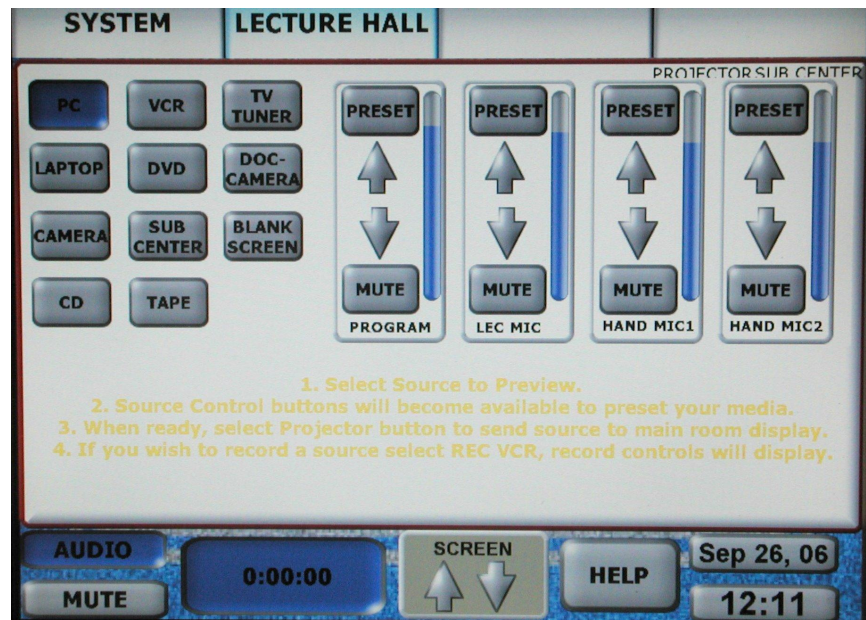 SYSTEM
LECTURE HALL
PROJECTOR SUB CENTER
PC
VCR
TV
TUNER
LAPTOP
DVD
DOC-
CAMERA
CAMERA
SUB
CENTER
BLANK
SCREEN
CD
TAPE
PRESET
MUTE
PROGRAM
PRESET
MUTE
LEC MIC
PRESET
MUTE
HAND MIC1
PRESET
MUTE
HAND MIC2
1. Select Source to Preview.
2. Source Control buttons will become available to preset your media.
3. When ready, select Projector button to send source to main room display.
4. If you wish to record a source select REC VCR, record controls will display.
AUDIO
MUTE
0:00:00
SCREEN
HELP
Sep 26, 06
12:11